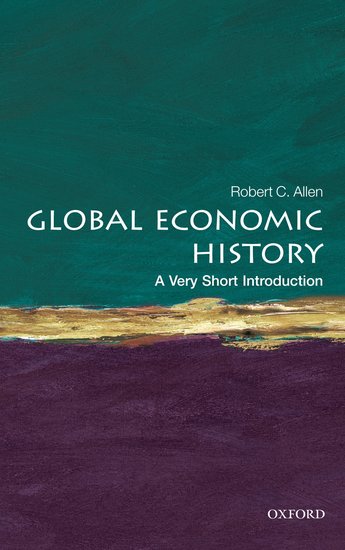 Robert C. Allen
GLOBAL ECONOMIC
HISTORY
A Very Short Introduction
OXFORD